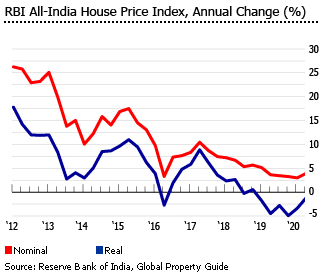 RBI All-India House Price Index, Annual Change (%)
30
25
20
15
10
5
0
-5
'12 '13 '14 '15 '16 '17 '18 '19 '20
Nominal Real
Source: Reserve Bank of India, Global Property Guide